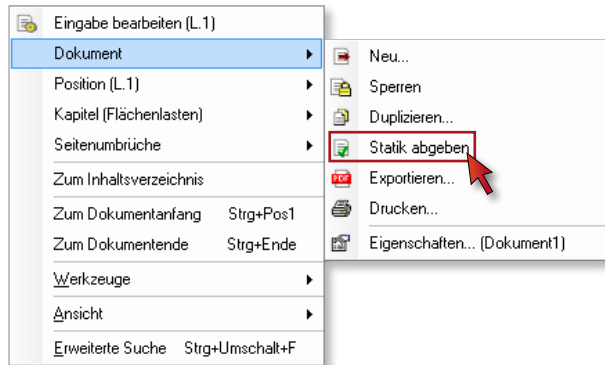 Eingabe bearbeiten (L.1)
Dokument
Position (L.1)
Kapitel (Flächenlasten)
Seitenumbrüche
Zum Inhaltsverzeichnis
Zum Dokumentanfang Strg+Pos1
Zum Dokumentende Strg+Ende
Werkzeuge
Ansicht
Erweiterte Suche Strg+Umschalt+F
Neu...
Sperren
Duplizieren...
Statik abgeben
PDF Exportieren...
Drucken...
Eigenschaften... (Dokument1)